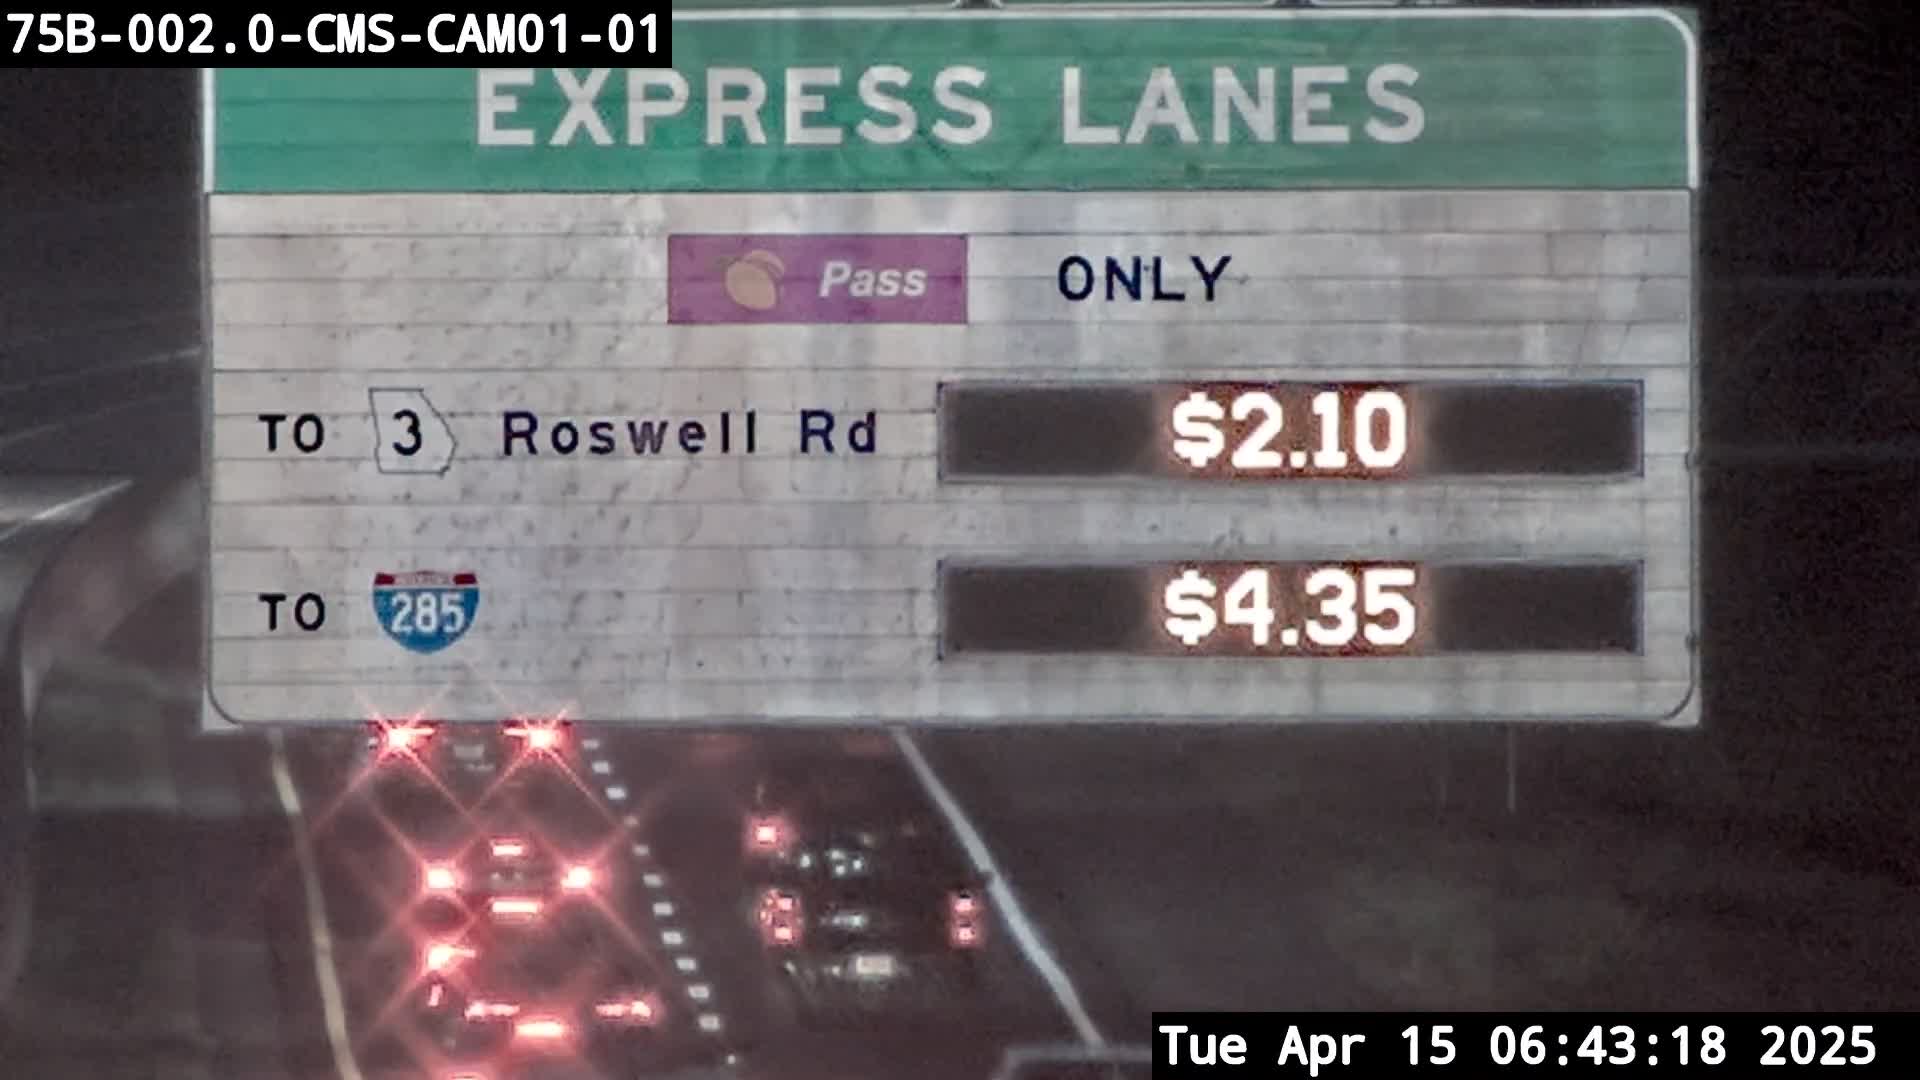 75B-002.0-CMS-CAM01-01
EXPRESS LANES
Pass ONLY
TO 3 Roswell Rd $2.10
TO 285 $4.35
Tue Apr 15 06:43:18 2025